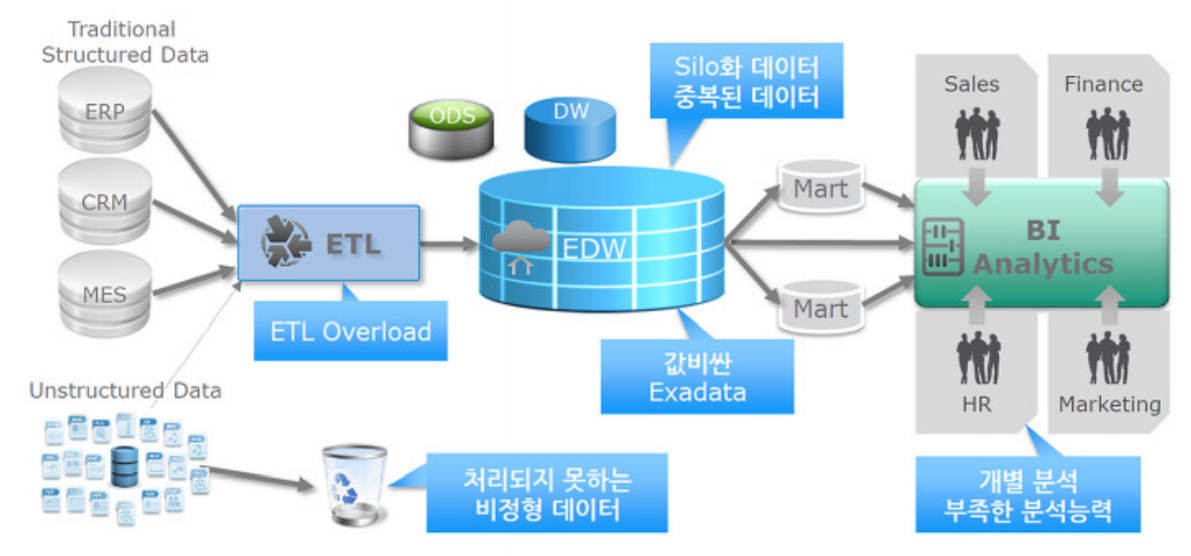 Traditional
Structured Data
ERP
CRM
MES
Unstructured Data
ETL
ETL Overload
ODS
DW
EDW
Silo화 데이터
중복된 데이터
값비싼
Exadata
처리되지 못하는
비정형 데이터
Mart
Mart
Sales
Finance
BI
Analytics
HR
Marketing
개별 분석
부족한 분석능력